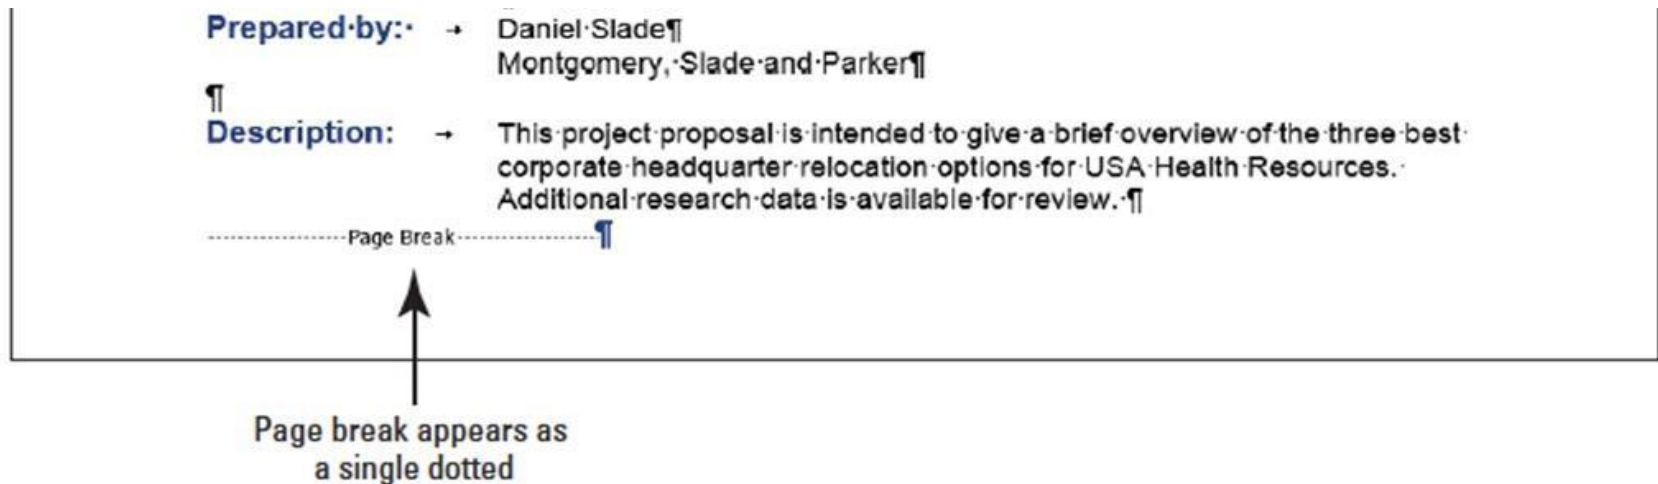 Prepared·by:· → Daniel·Slade¶
Montgomery,·Slade·and·Parker¶
¶
Description: → This·project·proposal·is·intended·to·give·a·brief·overview·of·the·three·best·
corporate·headquarter·relocation·options·for·USA·Health·Resources.·
Additional·research·data·is·available·for·review.·¶
Page Break¶
Page break appears as
a single dotted